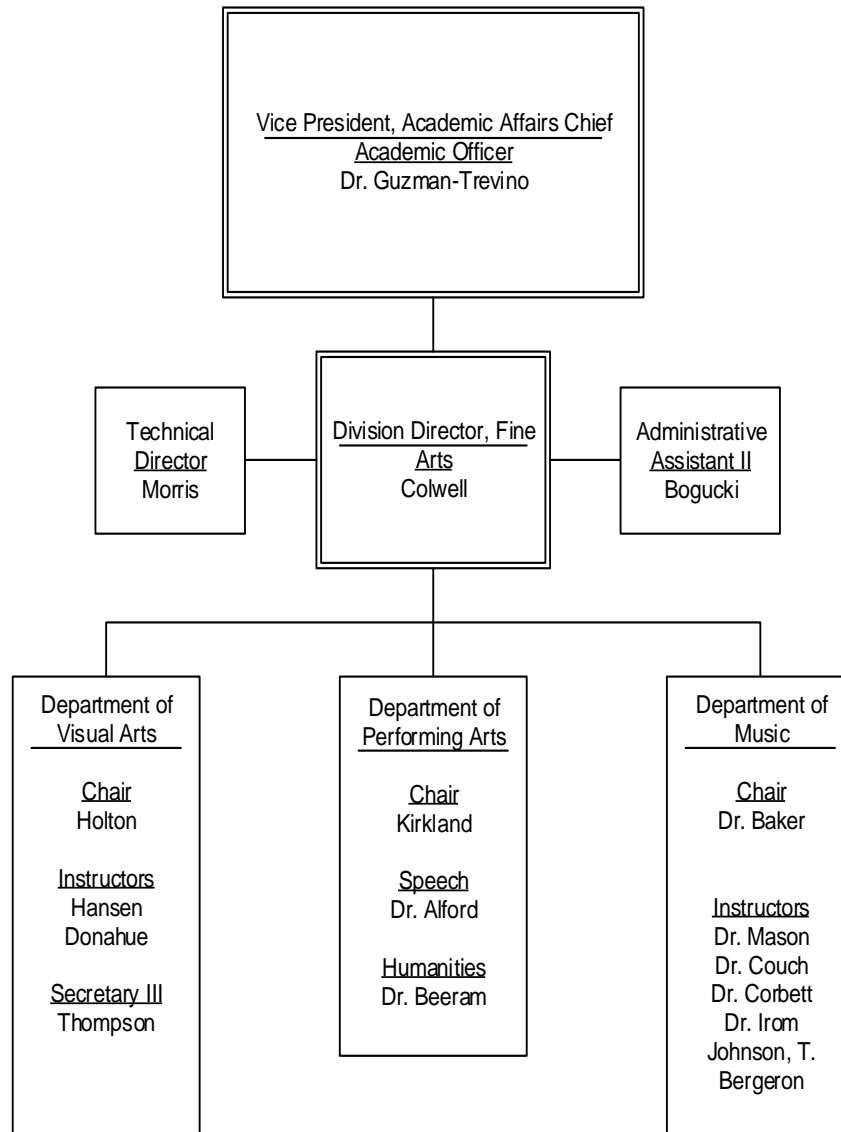 Vice President, Academic Affairs Chief
Academic Officer
Dr. Guzman-Trevino
Technical
Director
Morris
Division Director, Fine
Arts
Colwell
Administrative
Assistant II
Bogucki
Department of
Visual Arts
Chair
Holton
Instructors
Hansen
Donahue
Secretary III
Thompson
Department of
Performing Arts
Chair
Kirkland
Speech
Dr. Alford
Humanities
Dr. Beeram
Department of
Music
Chair
Dr. Baker
Instructors
Dr. Mason
Dr. Couch
Dr. Corbett
Dr. Irom
Johnson, T.
Bergeron